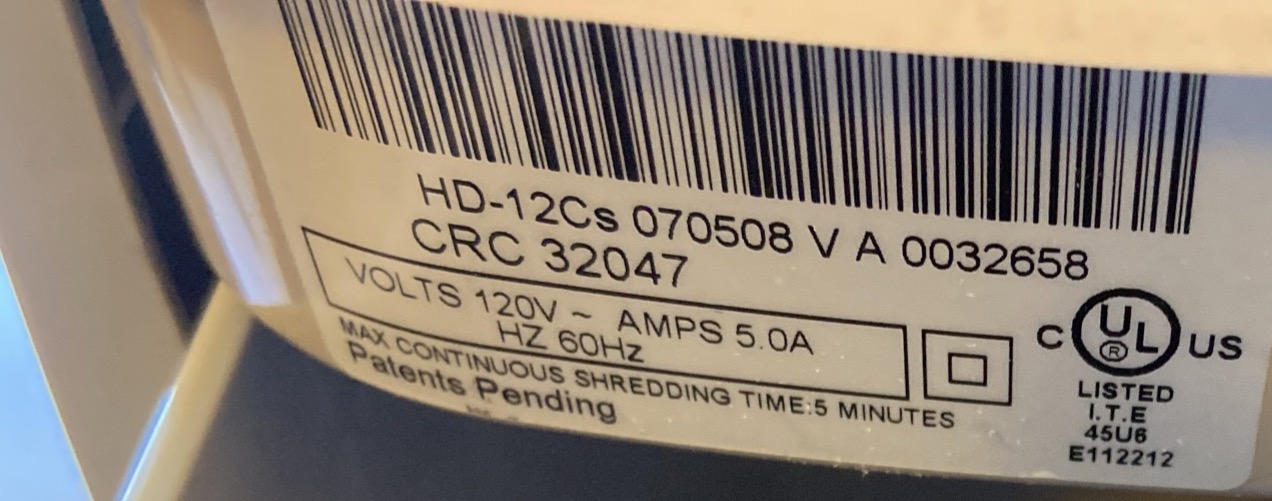 HD-12Cs 070508 V A 0032658
CRC 32047
VOLTS 120V ~ AMPS 5.0A
HZ 60Hz
MAX CONTINUOUS SHREDDING TIME:5 MINUTES
Patents Pending
C UL ® US
LISTED
I.T.E
45U6
E112212